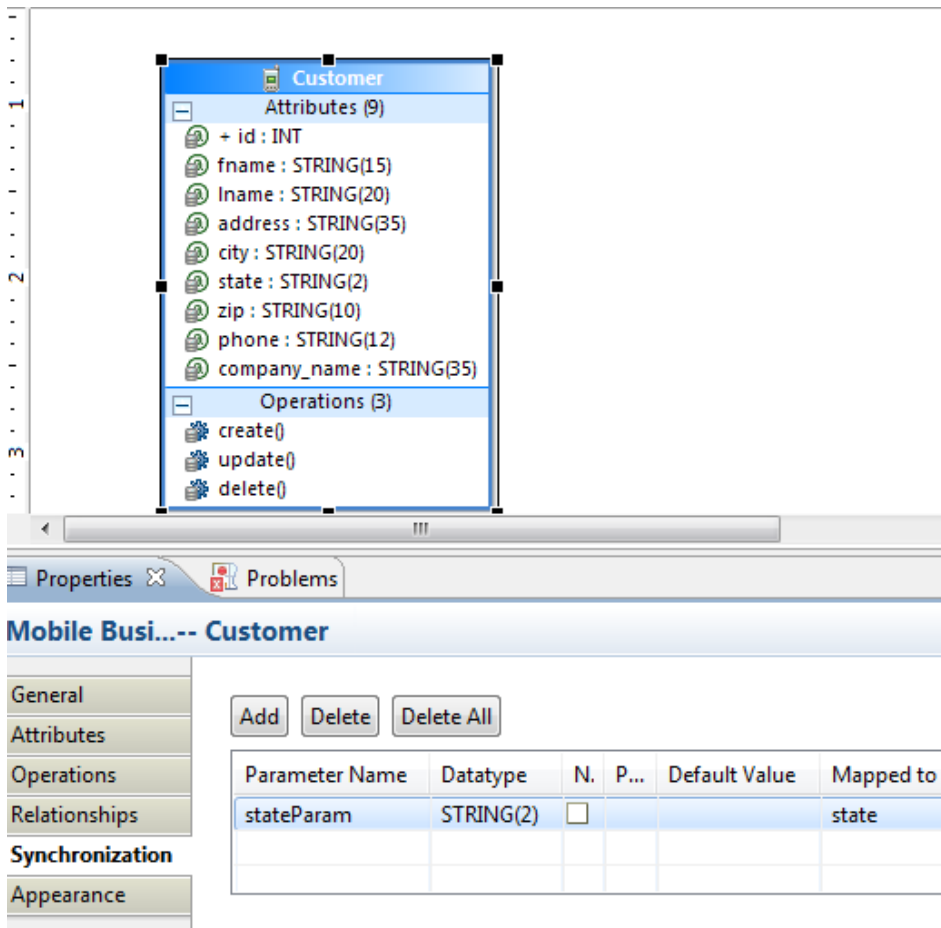 Customer
Attributes (9)
+ id : INT
fname : STRING(15)
lname : STRING(20)
address : STRING(35)
city : STRING(20)
state : STRING(2)
zip : STRING(10)
phone : STRING(12)
company_name : STRING(35)
Operations (3)
create()
update()
delete()
1
2
3
Properties Problems
Mobile Busi...-- Customer
General
Attributes
Operations
Relationships
Synchronization
Appearance
Add Delete Delete All
Parameter Name Datatype N. P... Default Value Mapped to
stateParam STRING(2) state